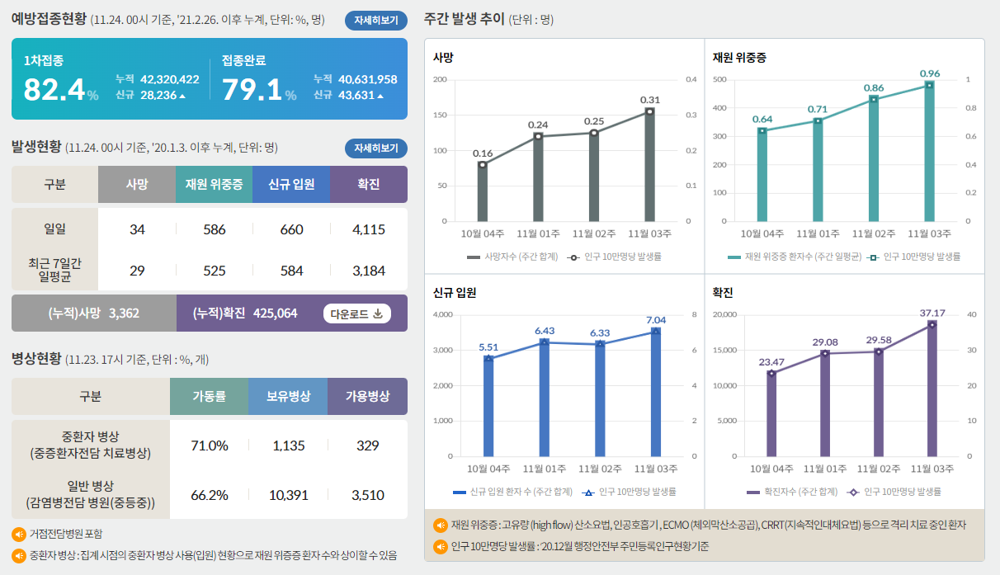 예방접종현황 (11.24. 00시 기준, '21.2.26. 이후 누계, 단위: %, 명) 자세히보기
1차접종
82.4%
누적 42,320,422
신규 28,236▲
접종완료
79.1%
누적 40,631,958
신규 43,631▲
발생현황 (11.24. 00시 기준, '20.1.3. 이후 누계, 단위: 명) 자세히보기
구분 사망 재원 위중증 신규 입원 확진
일일 34 586 660 4,115
최근 7일간
일평균 29 525 584 3,184
(누적)사망 3,362 (누적)확진 425,064 다운로드
병상현황 (11.23. 17시 기준, 단위 : %, 개)
구분 가동률 보유병상 가용병상
중환자 병상
(중증환자전담 치료병상) 71.0% 1,135 329
일반 병상
(감염병전담 병원(중등중)) 66.2% 10,391 3,510
거점전담병원 포함
중환자 병상 : 집계 시점의 중환자 병상 사용(입원) 현황으로 재원 위증증 환자 수와 상이할 수 있음
주간 발생 추이 (단위 : 명)
사망
200 0.4
150 0.3
100 0.2
50 0.1
0 0
0.16 0.24 0.25 0.31
10월 04주 11월 01주 11월 02주 11월 03주
사망자수 (주간 합계) 인구 10만명당 발생률
재원 위중증
500 1
400 0.8
300 0.6
200 0.4
100 0.2
0 0
0.64 0.71 0.86 0.96
10월 04주 11월 01주 11월 02주 11월 03주
재원 위중증 환자수 (주간 일평균) 인구 10만명당 발생률
신규 입원
4,000 8
3,000 6
2,000 4
1,000 2
0 0
5.51 6.43 6.33 7.04
10월 04주 11월 01주 11월 02주 11월 03주
신규 입원 환자 수 (주간 합계) 인구 10만명당 발생률
확진
20,000 40
15,000 30
10,000 20
5,000 10
0 0
23.47 29.08 29.58 37.17
10월 04주 11월 01주 11월 02주 11월 03주
확진자수 (주간 합계) 인구 10만명당 발생률
재원 위중증 : 고유량 (high flow) 산소요법, 인공호흡기 , ECMO (체외막산소공급), CRRT(지속적인대체요법) 등으로 격리 치료 중인 환자
인구 10만명당 발생률 : '20.12월 행정안전부 주민등록인구현황기준